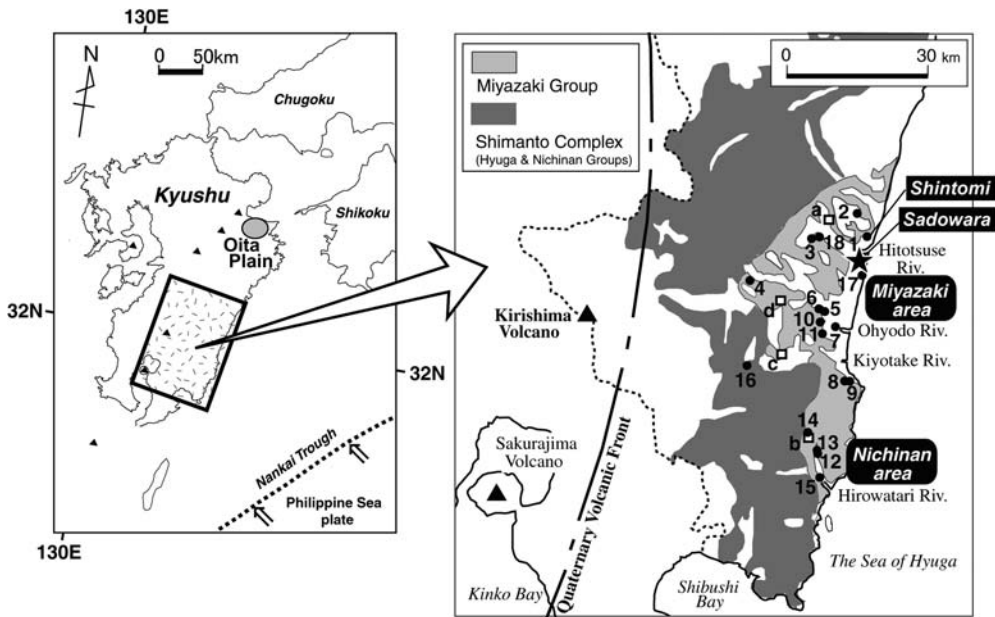 130E
N
0 50km
Chugoku
Kyushu
Shikoku
Oita
Plain
32N
32N
Nankai Trough
Philippine Sea
plate
130E
Miyazaki Group
Shimanto Complex
(Hyuga & Nichinan Groups)
0 30
km
Shintomi
Sadowara
a
2
3
18
1
Hitotsuse
Riv.
17
4
Miyazaki
area
d
6
5
10
Ohyodo Riv.
11
7
Kirishima
Volcano
c
Kiyotake Riv.
16
8
9
14
b
13
12
Nichinan
area
15
Hirowatari Riv.
Sakurajima
Volcano
Quaternary Volcanic Front
The Sea of Hyuga
Kinko Bay
Shibushi
Bay